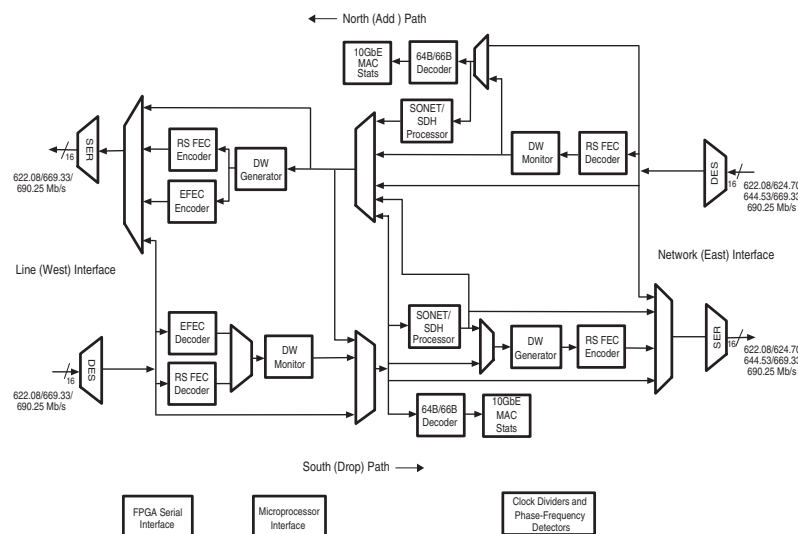 North (Add ) Path
10GbE
MAC
Stats
64B/66B
Decoder
SONET/
SDH
Processor
SER
16
622.08/669.33/
690.25 Mb/s
RS FEC
Encoder
EFEC
Encoder
DW
Generator
DW
Monitor
RS FEC
Decoder
DES
16
622.08/624.70
644.53/669.33
690.25 Mb/s
Line (West) Interface
Network (East) Interface
EFEC
Decoder
RS FEC
Decoder
DW
Monitor
SONET/
SDH
Processor
DW
Generator
RS FEC
Encoder
SER
16
622.08/624.70
644.53/669.33
690.25 Mb/s
DES
16
622.08/669.33/
690.25 Mb/s
64B/66B
Decoder
10GbE
MAC
Stats
South (Drop) Path
FPGA Serial
Interface
Microprocessor
Interface
Clock Dividers and
Phase-Frequency
Detectors